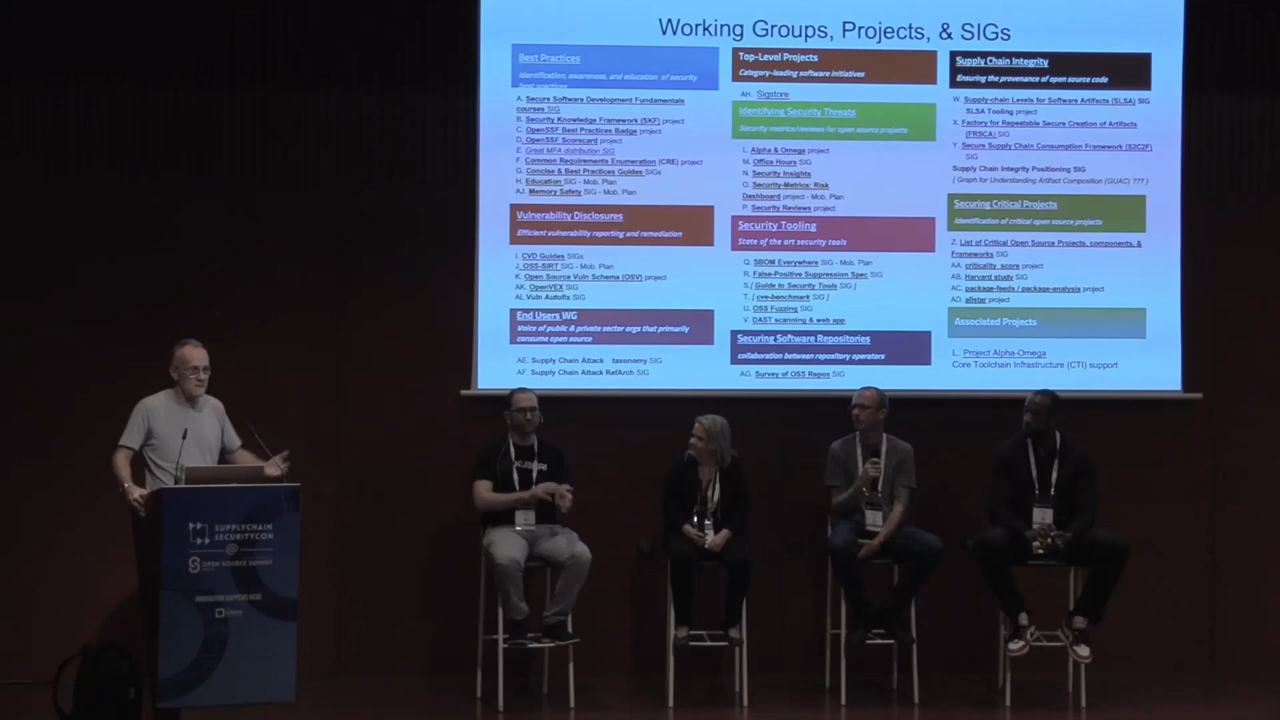 Working Groups, Projects, & SIGs
Best Practices
Identification, awareness, and education of security
best practices
A. Secure Software Development Fundamentals
courses SIG
B. Security Knowledge Framework (SKF) project
C. OpenSSF Best Practices Badge project
D. OpenSSF Scorecard project
E. Great MFA distribution SIG
F. Common Requirements Enumeration (CRE) project
G. Concise & Best Practices Guides SIGs
H. Education SIG - Mob. Plan
AJ. Memory Safety SIG - Mob. Plan
Vulnerability Disclosures
Efficient vulnerability reporting and remediation
I. CVD Guides SIGs
J. OSS-SIRT SIG - Mob. Plan
K. Open Source Vuln Schema (OSV) project
AK. OpenVEX SIG
AL. Vuln Autofix SIG
End Users WG
Voice of public & private sector orgs that primarily
consume open source
AE. Supply Chain Attack taxonomy SIG
AF. Supply Chain Attack RefArch SIG
Top-Level Projects
Category-leading software initiatives
AH. Sigstore
Identifying Security Threats
Security metrics/reviews for open source projects
L. Alpha & Omega project
M. Office Hours SIG
N. Security Insights
O. Security-Metrics: Risk
Dashboard project - Mob. Plan
P. Security Reviews project
Security Tooling
State of the art security tools
Q. SBOM Everywhere SIG - Mob. Plan
R. False-Positive Suppression Spec SIG
S.[ Guide to Security Tools SIG ]
T. [ cve-benchmark SIG ]
U. OSS Fuzzing SIG
V. DAST scanning & web app
Securing Software Repositories
collaboration between repository operators
AG. Survey of OSS Repos SIG
Supply Chain Integrity
Ensuring the provenance of open source code
W. Supply-chain Levels for Software Artifacts (SLSA) SIG
SLSA Tooling project
X. Factory for Repeatable Secure Creation of Artifacts
(FRSCA) SIG
Y. Secure Supply Chain Consumption Framework (S2C2F)
SIG
Supply Chain Integrity Positioning SIG
( Graph for Understanding Artifact Composition (GUAC) ??? )
Securing Critical Projects
Identification of critical open source projects
Z. List of Critical Open Source Projects, components, &
Frameworks SIG
AA. criticality_score project
AB. Harvard study SIG
AC. package-feeds / package-analysis project
AD. allstar project
Associated Projects
L. Project Alpha-Omega
Core Toolchain Infrastructure (CTI) support
SUPPLYCHAIN
SECURITYCON
@
OPEN SOURCE SUMMIT
INNOVATION HAPPENS HERE